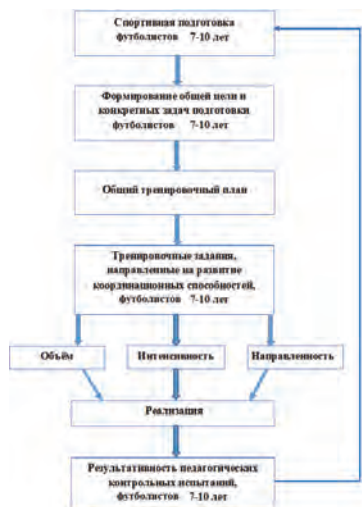 Спортивная подготовка
футболистов 7-10 лет
Формирование общей цели и
конкретных задач подготовки
футболистов 7-10 лет
Общий тренировочный план
Тренировочные задания,
направленные на развитие
координационных способностей,
футболистов 7-10 лет
Объём Интенсивность Направленность
Реализация
Результативность педагогических
контрольных испытаний,
футболистов 7-10 лет